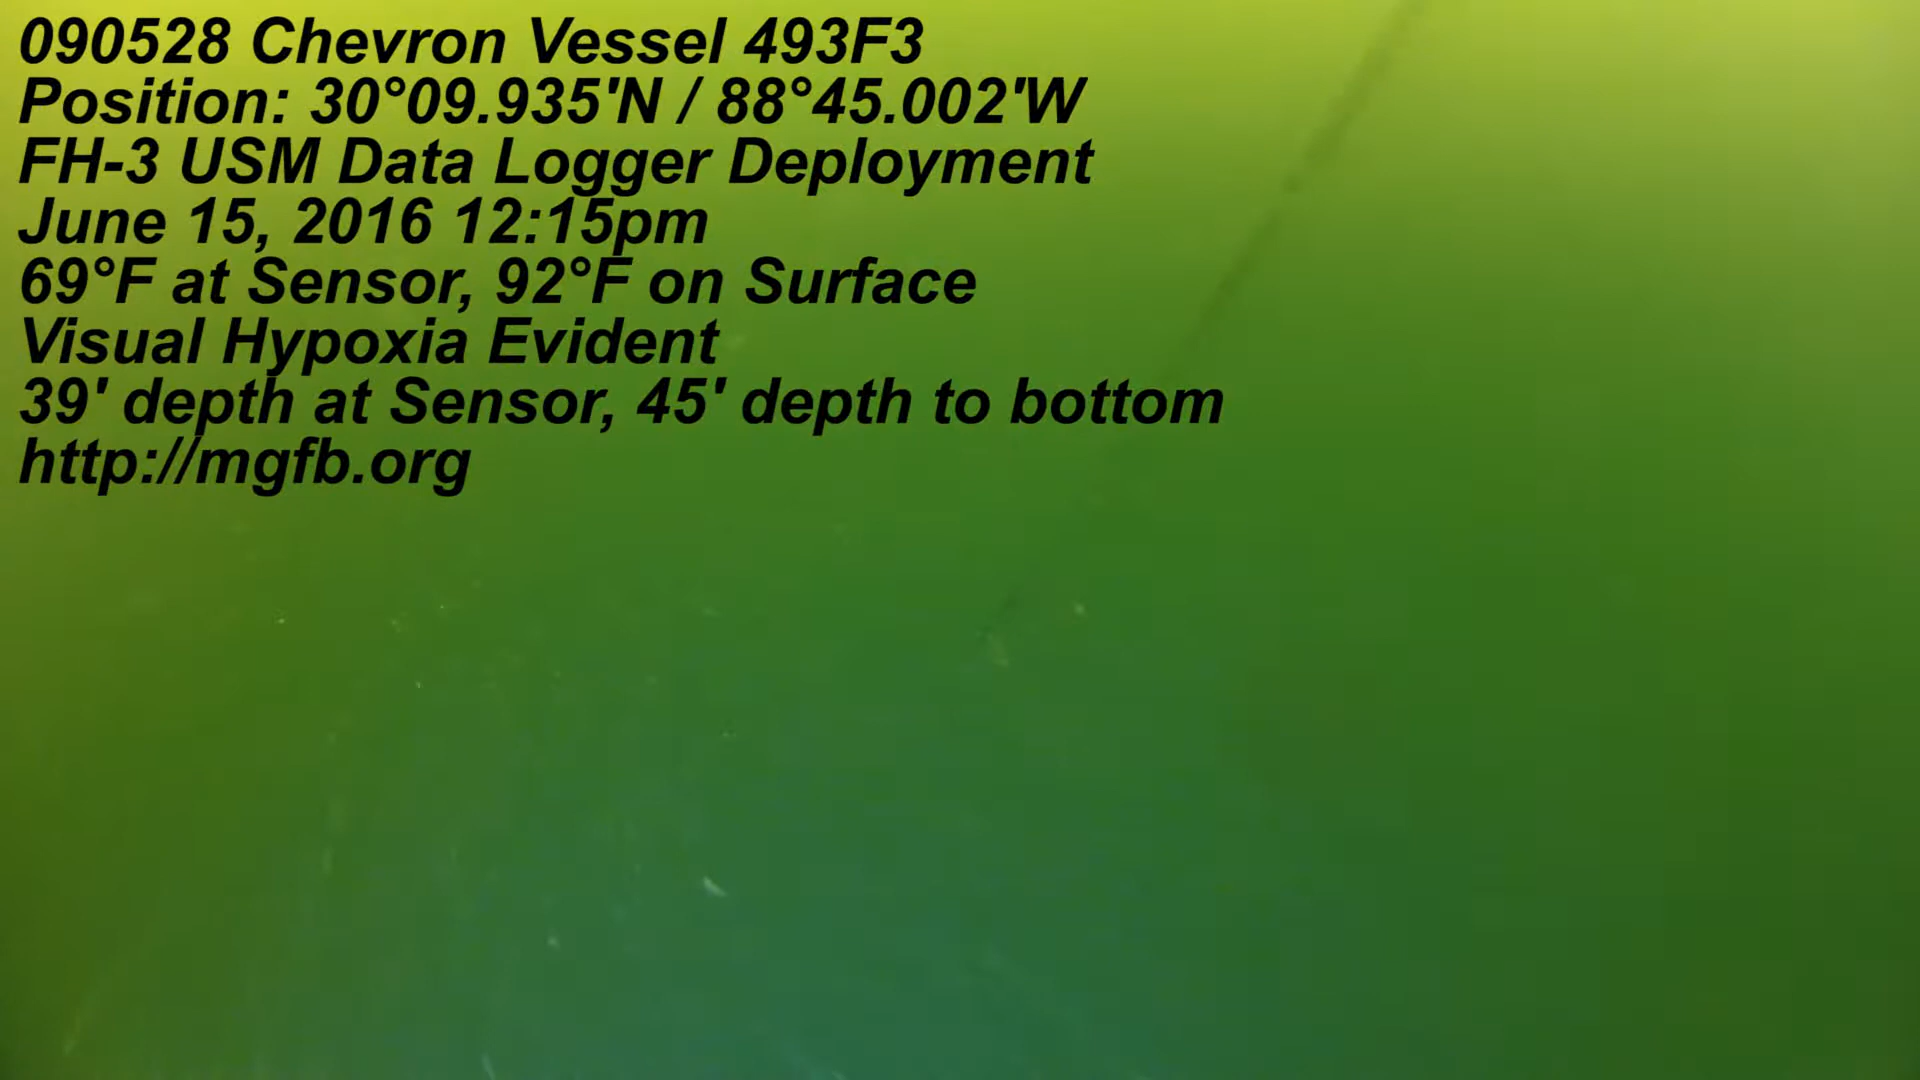 090528 Chevron Vessel 493F3
Position: 30°09.935'N / 88°45.002'W
FH-3 USM Data Logger Deployment
June 15, 2016 12:15pm
69°F at Sensor, 92°F on Surface
Visual Hypoxia Evident
39' depth at Sensor, 45' depth to bottom
http://mgfb.org